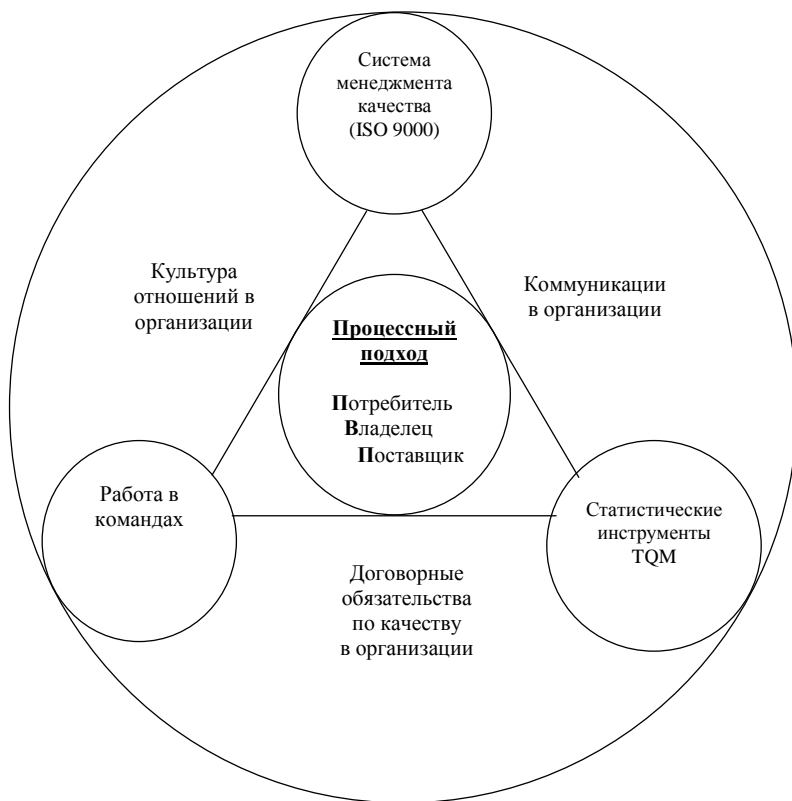 Система
менеджмента
качества
(ISO 9000)
Культура
отношений в
организации
Коммуникации
в организации
Процессный
подход
Потребитель
Владелец
Поставщик
Работа в
командах
Статистические
инструменты
TQM
Договорные
обязательства
по качеству
в организации